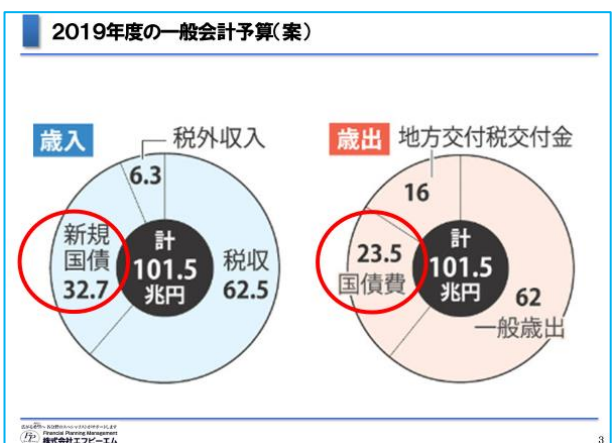 2019年度の一般会計予算(案)
歳入
税外収入
6.3
新規
国債
32.7
計
101.5
兆円
税収
62.5
歳出
地方交付税交付金
16
23.5
国債費
計
101.5
兆円
62
一般歳出
Financial Planning Management
株式会社エフピーエム
3